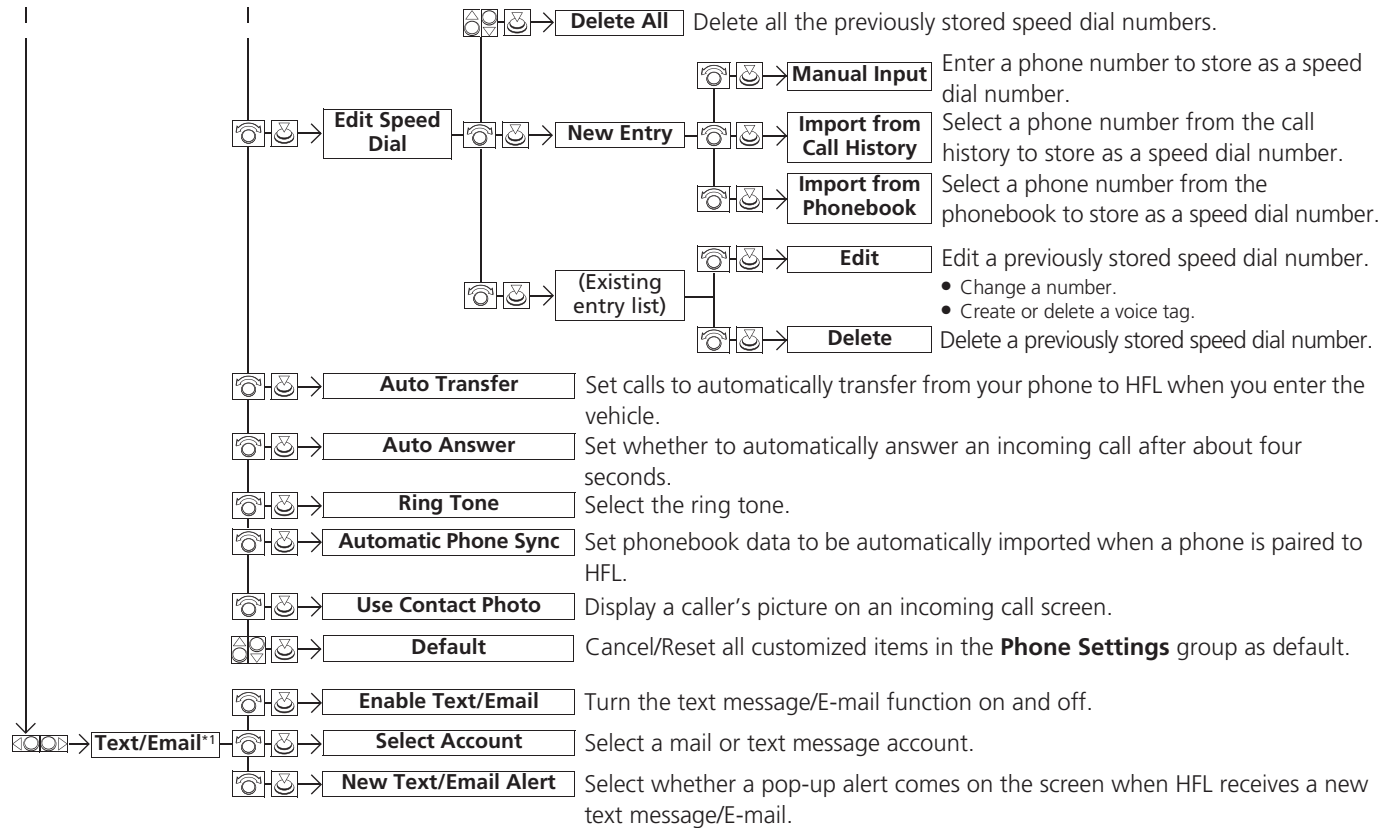 Delete All Delete all the previously stored speed dial numbers.
Manual Input Enter a phone number to store as a speed
dial number.
Edit Speed
Dial
New Entry
Import from
Call History
Select a phone number from the call
history to store as a speed dial number.
Import from
Phonebook
Select a phone number from the
phonebook to store as a speed dial number.
(Existing
entry list)
Edit Edit a previously stored speed dial number.
● Change a number.
● Create or delete a voice tag.
Delete Delete a previously stored speed dial number.
Auto Transfer Set calls to automatically transfer from your phone to HFL when you enter the
vehicle.
Auto Answer Set whether to automatically answer an incoming call after about four
seconds.
Ring Tone Select the ring tone.
Automatic Phone Sync Set phonebook data to be automatically imported when a phone is paired to
HFL.
Use Contact Photo Display a caller’s picture on an incoming call screen.
Default Cancel/Reset all customized items in the Phone Settings group as default.
Enable Text/Email Turn the text message/E-mail function on and off.
Text/Email*1 Select Account Select a mail or text message account.
New Text/Email Alert Select whether a pop-up alert comes on the screen when HFL receives a new
text message/E-mail.